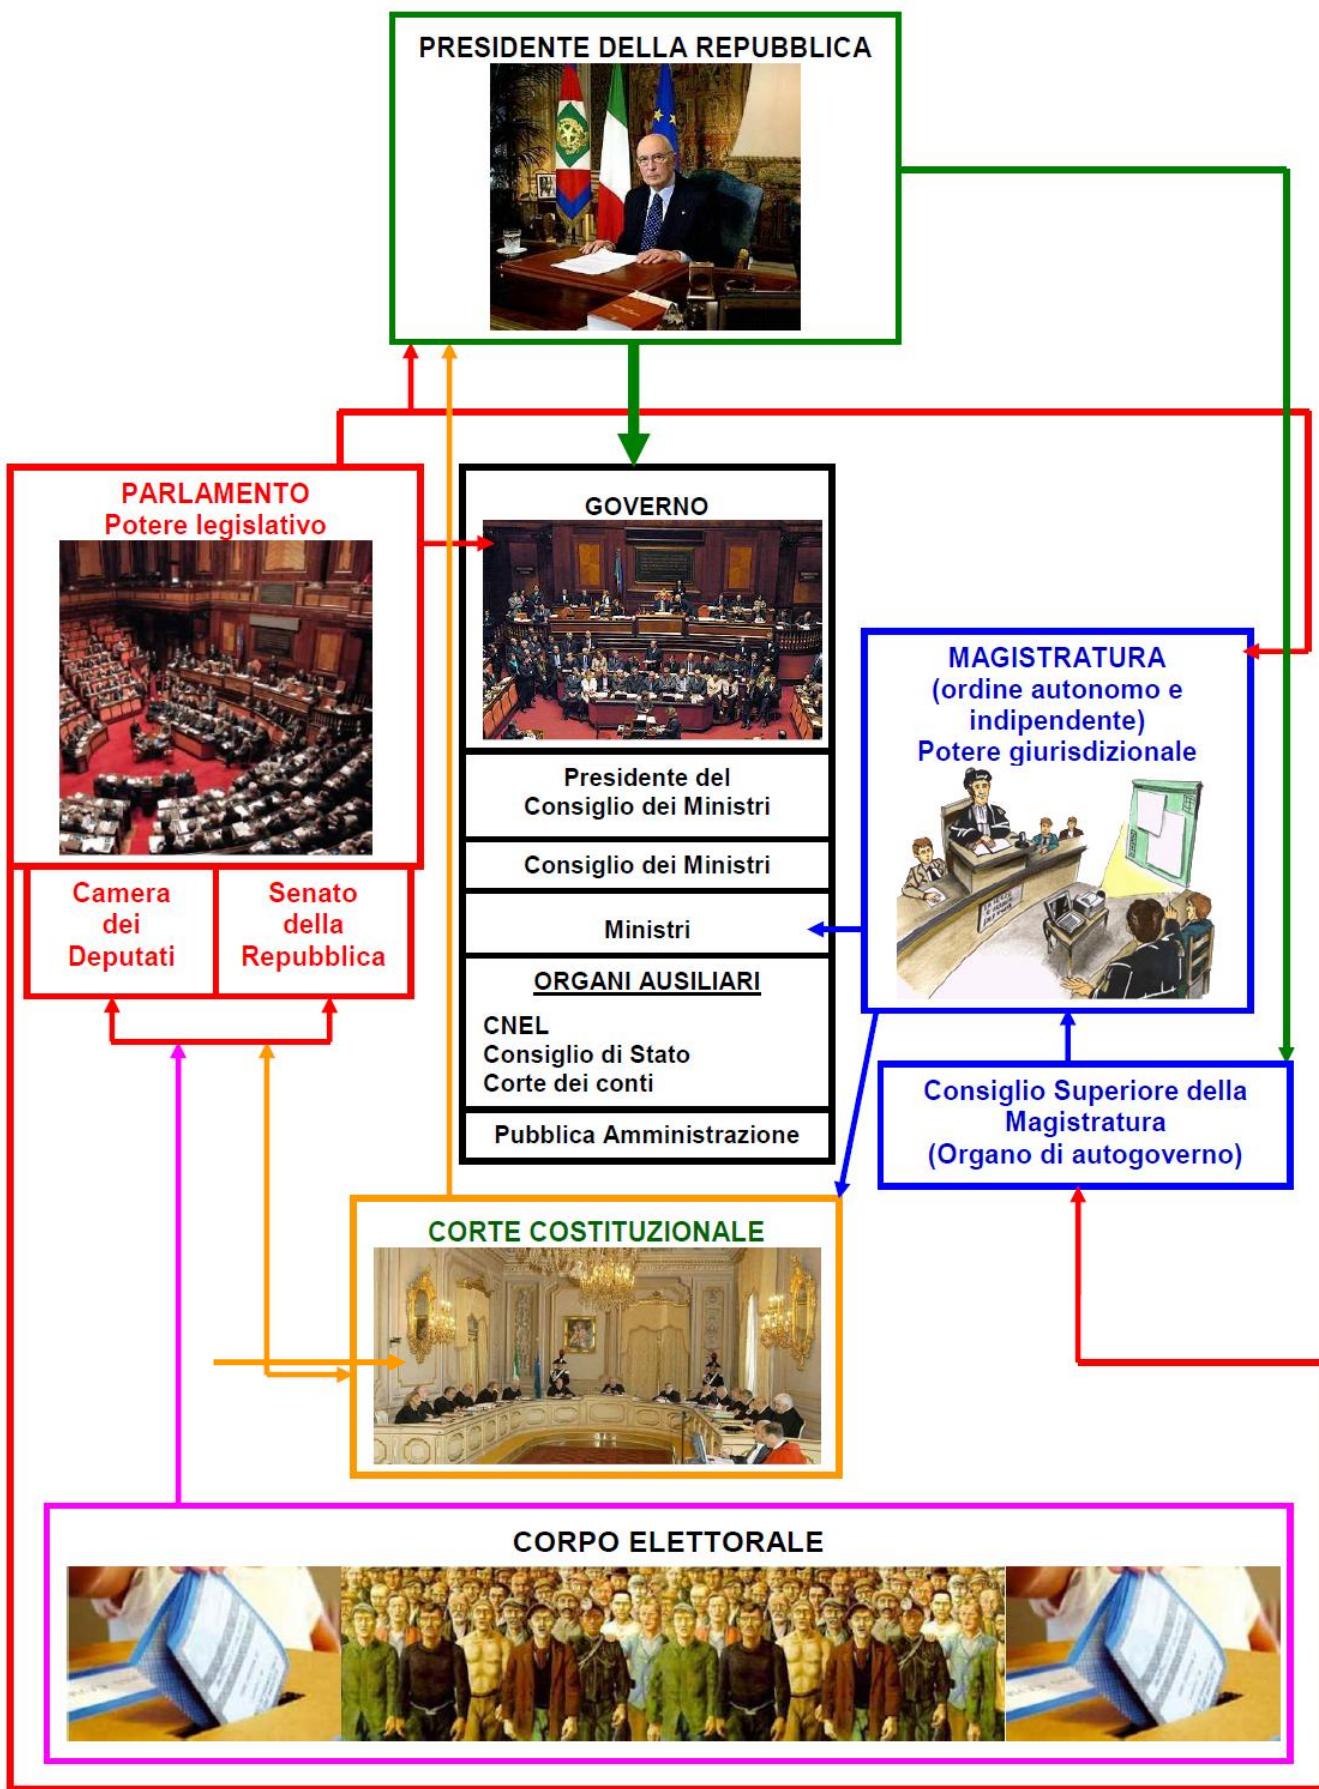 PRESIDENTE DELLA REPUBBLICA
PARLAMENTO
Potere legislativo
Camera
dei
Deputati
Senato
della
Repubblica
GOVERNO
Presidente del
Consiglio dei Ministri
Consiglio dei Ministri
Ministri
ORGANI AUSILIARI
CNEL
Consiglio di Stato
Corte dei conti
Pubblica Amministrazione
MAGISTRATURA
(ordine autonomo e
indipendente)
Potere giurisdizionale
Consiglio Superiore della
Magistratura
(Organo di autogoverno)
CORTE COSTITUZIONALE
CORPO ELETTORALE